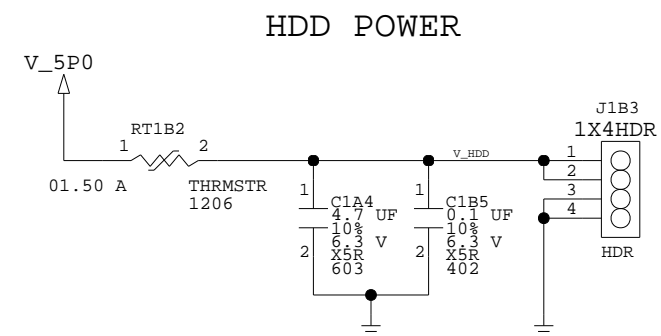 HDD POWER
V_5P0
RT1B2
1 2
01.50 A
THRMSTR
1206
1
C1A4
4.7 UF
10%
6.3 V
X5R
603
2
1
C1B5
0.1 UF
10%
6.3 V
X5R
402
2
V_HDD
J1B3
1X4HDR
1
2
3
4
HDR